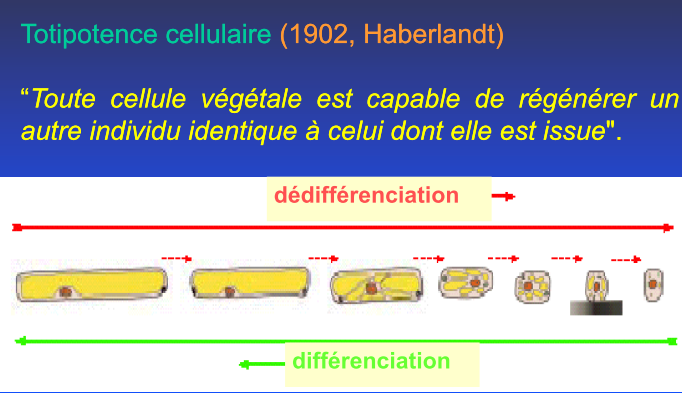 Totipotence cellulaire (1902, Haberlandt)
“Toute cellule végétale est capable de régénérer un
autre individu identique à celui dont elle est issue".
dédifférenciation
différenciation